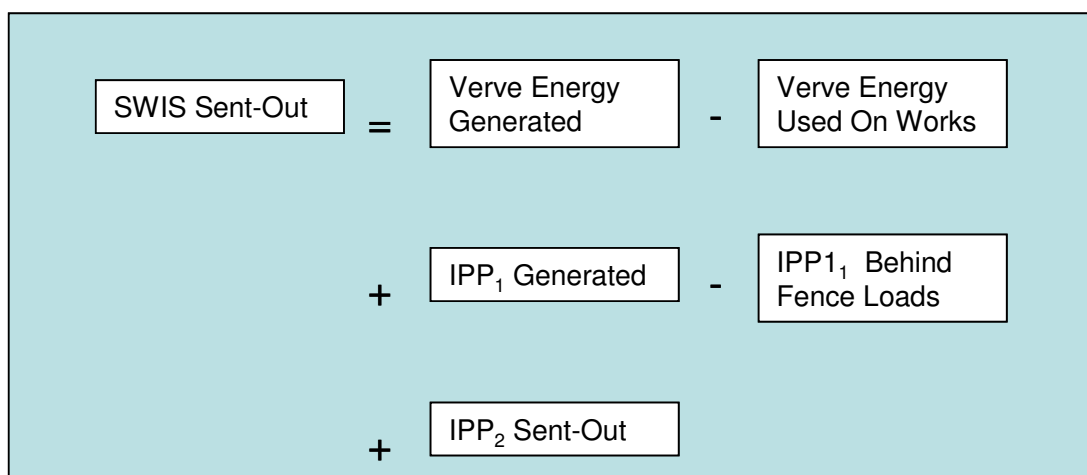 SWIS Sent-Out = Verve Energy Generated - Verve Energy Used On Works
+ IPP₁ Generated - IPP1₁ Behind Fence Loads
+ IPP₂ Sent-Out